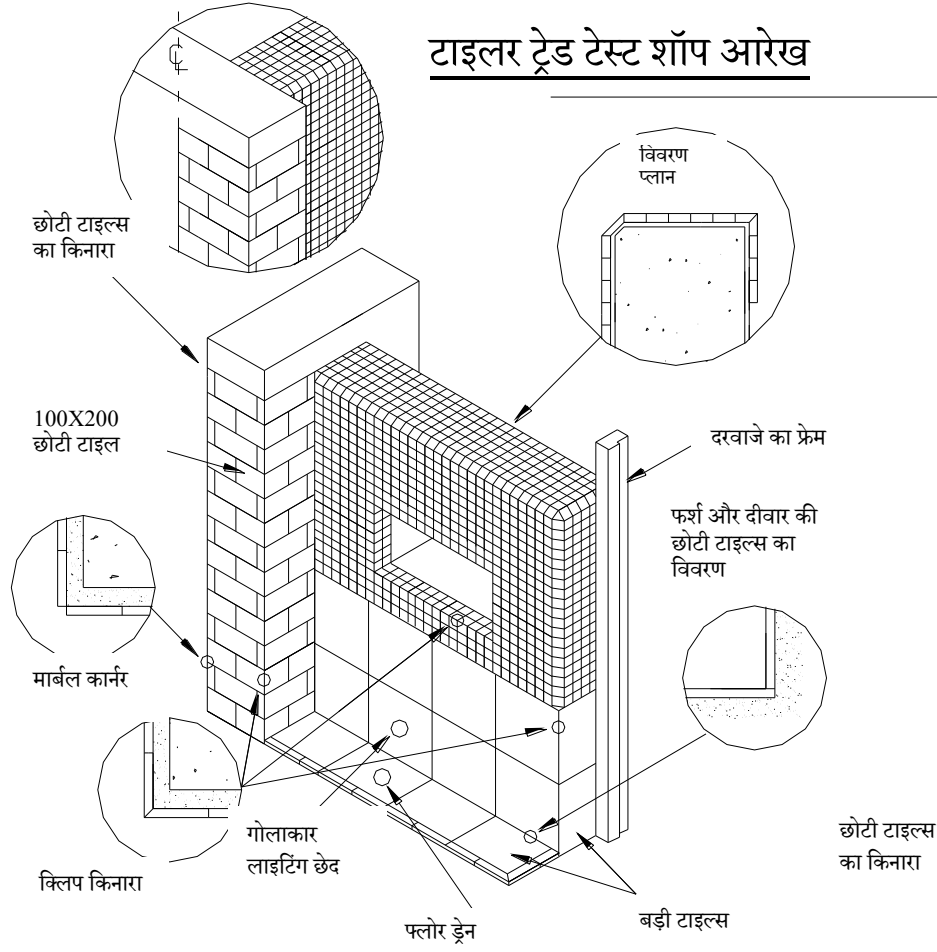 टाइलर ट्रेड टेस्ट शॉप आरेख
विवरण
प्लान
छोटी टाइल्स
का किनारा
100X200
छोटी टाइल
दरवाजे का फ्रेम
फर्श और दीवार की
छोटी टाइल्स का
विवरण
मार्बल कार्नर
गोलाकार
लाइटिंग छेद
छोटी टाइल्स
का किनारा
क्लिप किनारा
फ्लोर ड्रेन
बड़ी टाइल्स